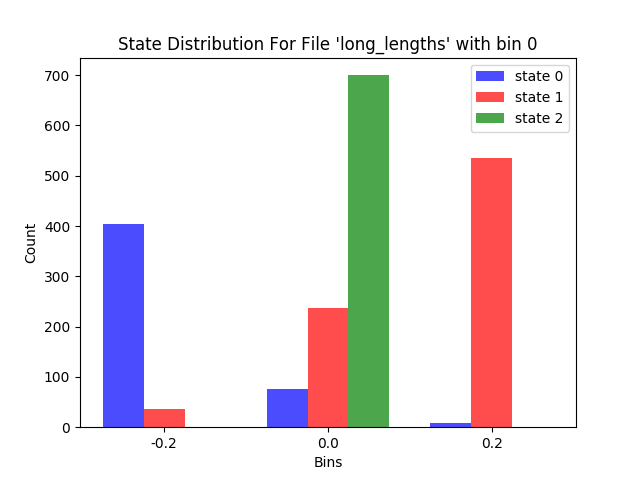 State Distribution For File 'long_lengths' with bin 0
state 0
state 1
state 2
Count
700
600
500
400
300
200
100
0
-0.2
0.0
0.2
Bins